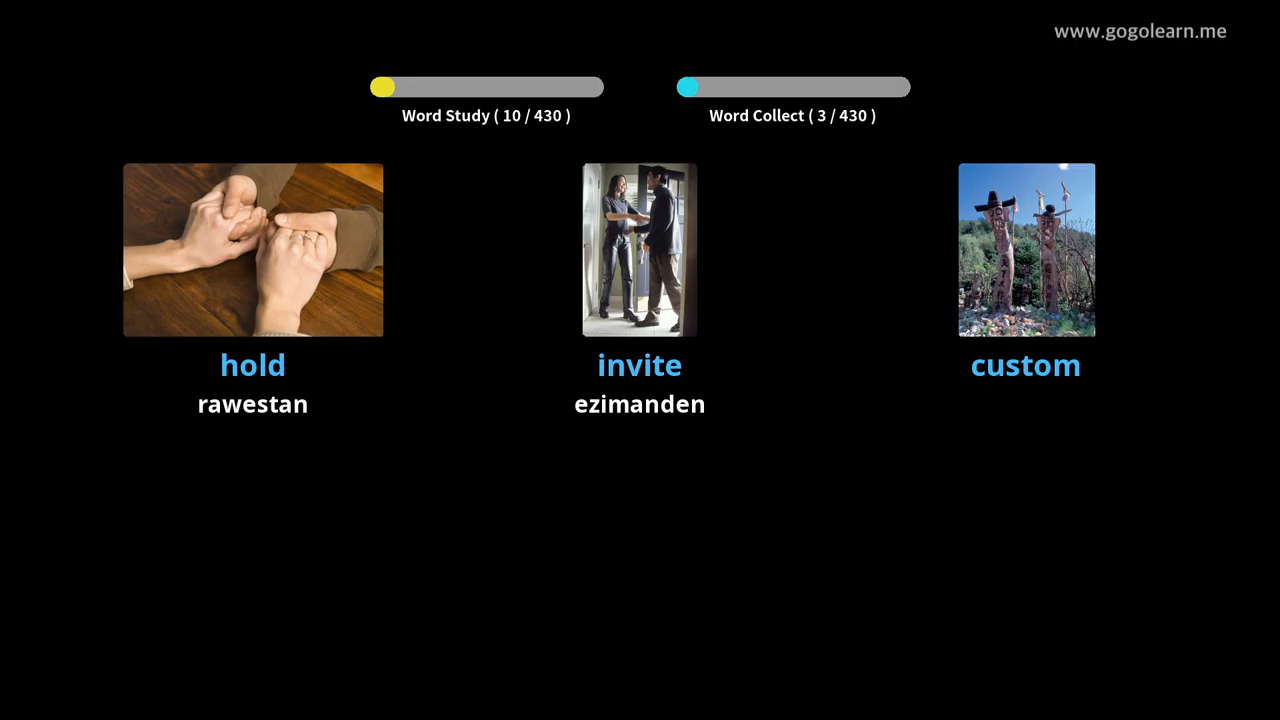 www.gogolearn.me
Word Study ( 10 / 430 )
Word Collect ( 3 / 430 )
hold
rawestan
invite
ezimanden
custom